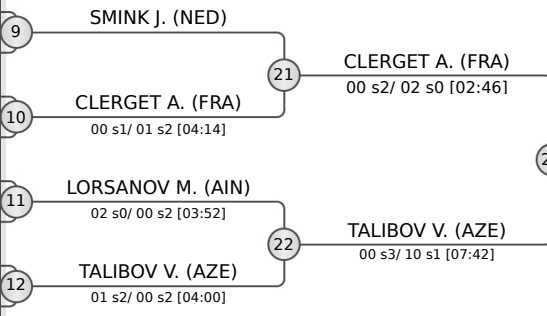 SMINK J. (NED)
9
21
CLERGET A. (FRA)
00 s2/ 02 s0 [02:46]
CLERGET A. (FRA)
10
00 s1/ 01 s2 [04:14]
LORSANOV M. (AIN)
11
02 s0/ 00 s2 [03:52]
22
TALIBOV V. (AZE)
00 s3/ 10 s1 [07:42]
TALIBOV V. (AZE)
12
01 s2/ 00 s2 [04:00]